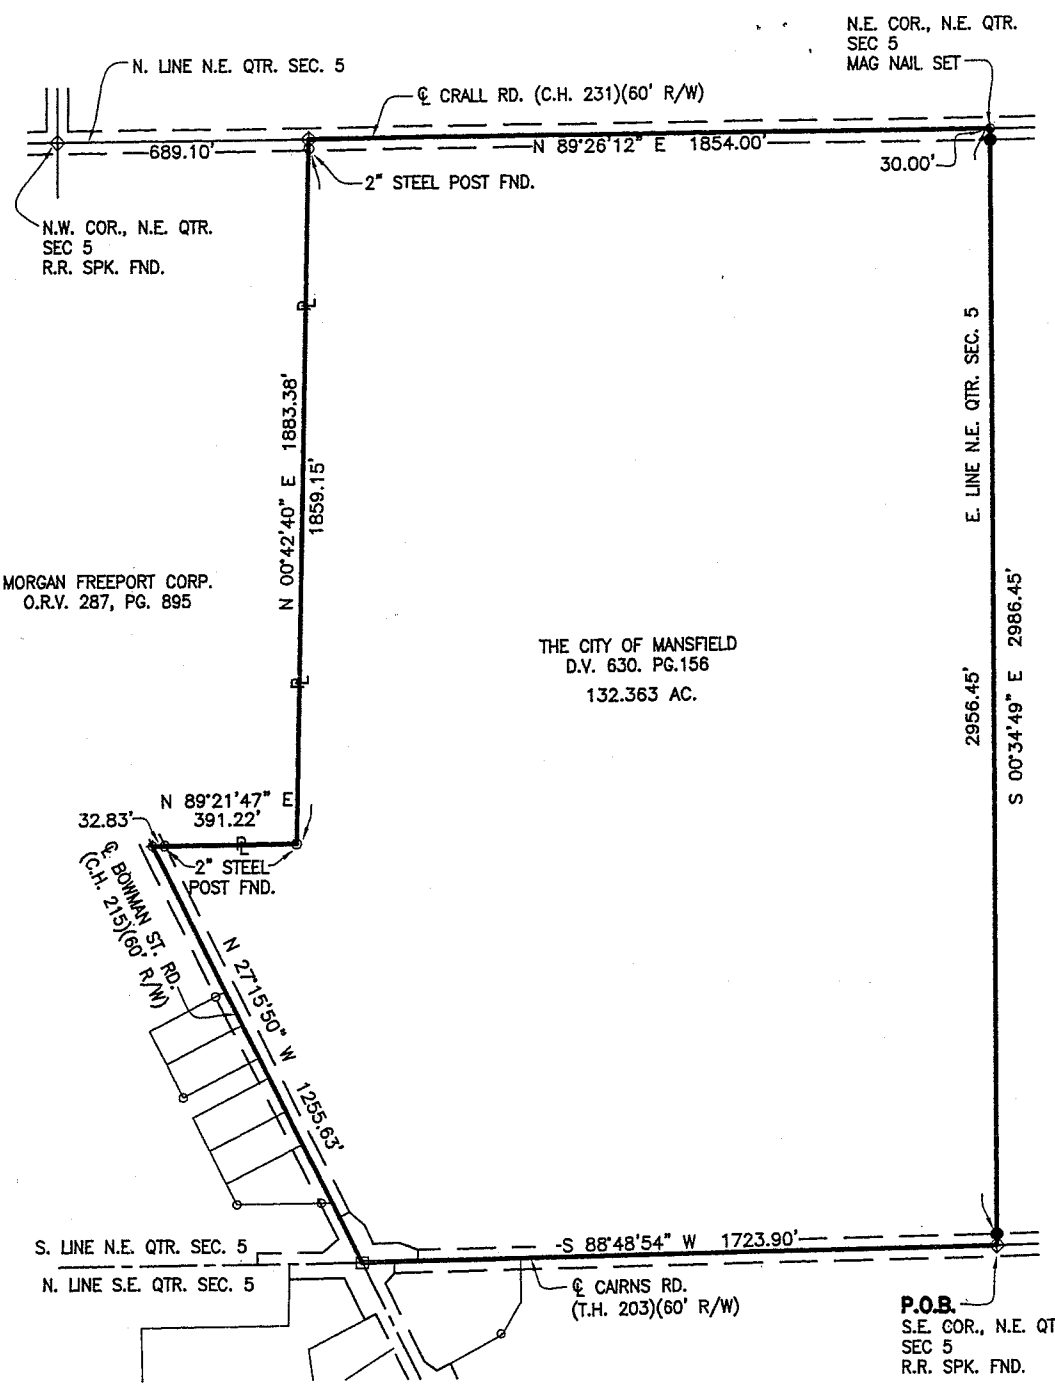 N.E. COR., N.E. QTR.
SEC 5
MAG NAIL SET
N. LINE N.E. QTR. SEC. 5
℄ CRALL RD. (C.H. 231)(60' R/W)
689.10'
N 89°26'12" E 1854.00'
30.00'
2" STEEL POST FND.
N.W. COR., N.E. QTR.
SEC 5
R.R. SPK. FND.
PL
N 00°42'40" E 1883.38'
1859.15'
E. LINE N.E. QTR. SEC. 5
MORGAN FREEPORT CORP.
O.R.V. 287, PG. 895
THE CITY OF MANSFIELD
D.V. 630. PG.156
132.363 AC.
2956.45'
S 00°34'49" E 2986.45'
PL
N 89°21'47" E
391.22'
32.83'
PL
2" STEEL
POST FND.
℄ BOWMAN ST. RD.
(C.H. 215)(60' R/W)
N 27°15'50" W 1255.63'
S. LINE N.E. QTR. SEC. 5
N. LINE S.E. QTR. SEC. 5
S 88°48'54" W 1723.90'
℄ CAIRNS RD.
(T.H. 203)(60' R/W)
P.O.B.
S.E. COR., N.E. QT
SEC 5
R.R. SPK. FND.